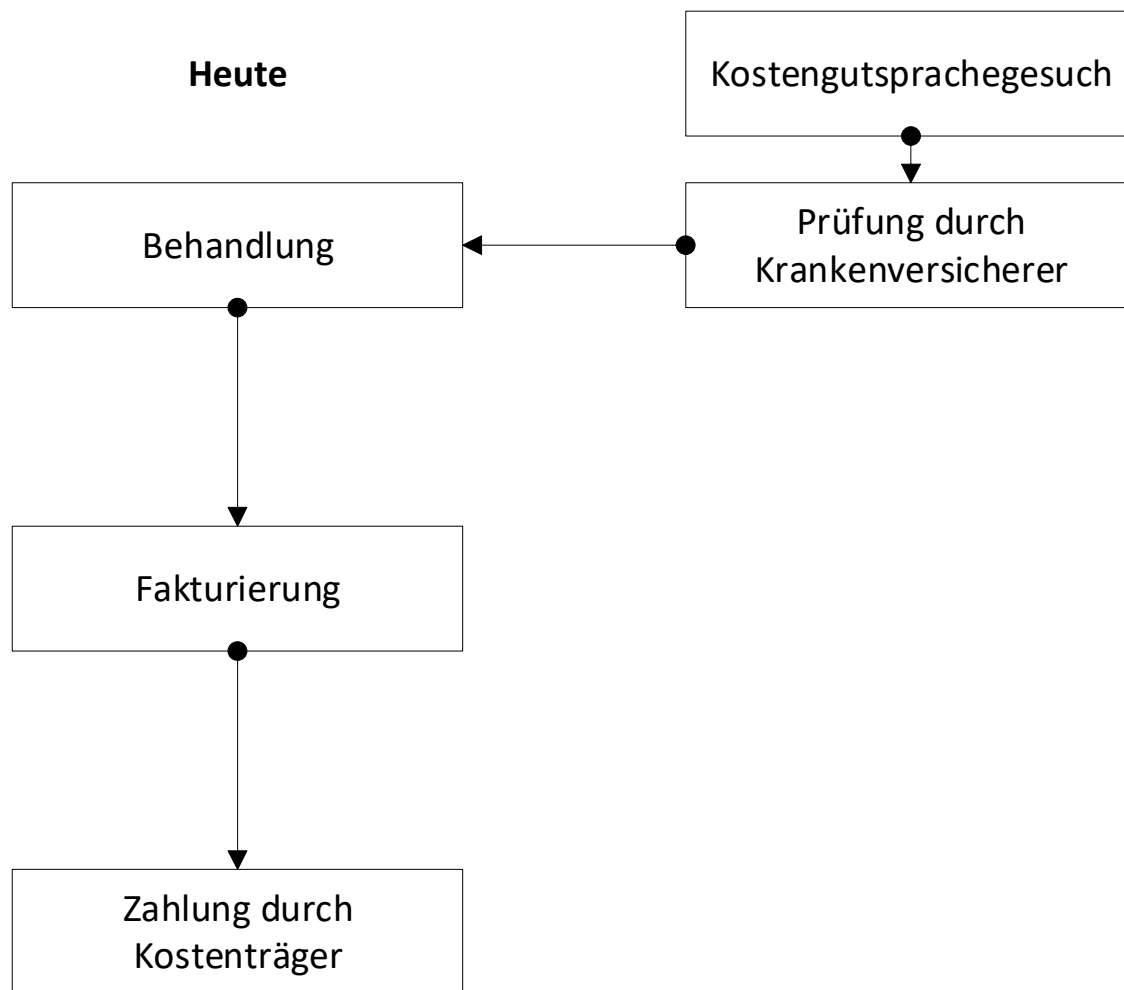 Heute
Kostengutsprachegesuch
Behandlung
Prüfung durch
Krankenversicherer
Fakturierung
Zahlung durch
Kostenträger